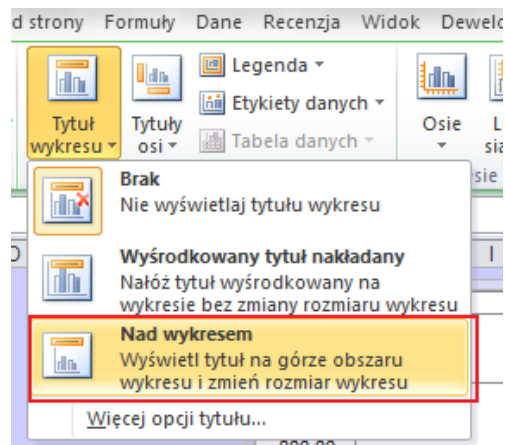 d strony Formuły Dane Recenzja Widok Dewelo
Legenda
Etykiety danych
Tabela danych
Tytuł
wykresu
Tytuły
osi
Osie
L
sia
sie
Brak
Nie wyświetlaj tytułu wykresu
Wyśrodkowany tytuł nakładany
Nałóż tytuł wyśrodkowany na
wykresie bez zmiany rozmiaru wykresu
Nad wykresem
Wyświetl tytuł na górze obszaru
wykresu i zmień rozmiar wykresu
Więcej opcji tytułu...
I